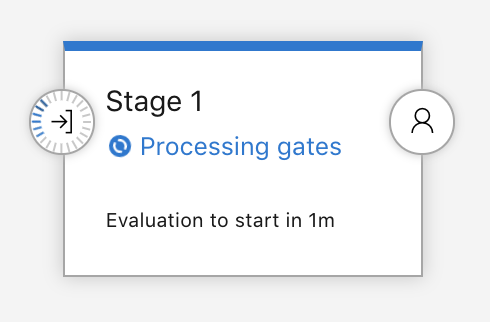 Stage 1
Processing gates
Evaluation to start in 1m